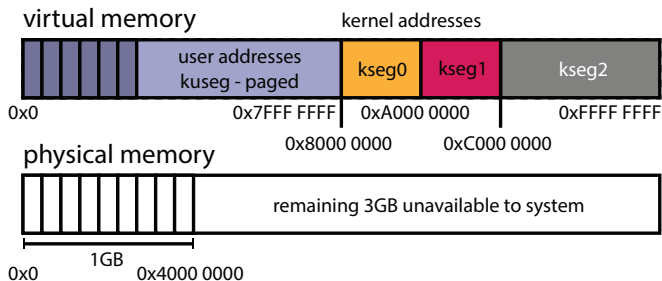 virtual memory
kernel addresses
user addresses
kuseg - paged
kseg0
kseg1
kseg2
0x0
0x7FFF FFFF
0xA000 0000
0xFFFF FFFF
0x8000 0000
0xC000 0000
physical memory
remaining 3GB unavailable to system
1GB
0x0
0x4000 0000